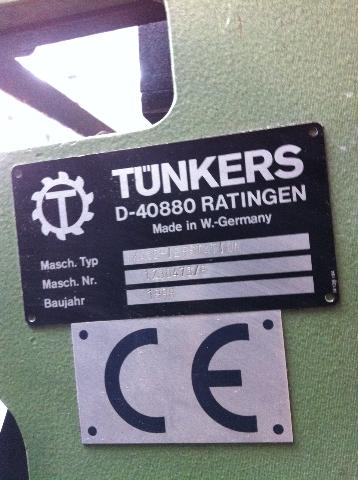 T
TÜNKERS
D-40880 RATINGEN
Made in W.-Germany
Masch. Typ
Masch. Nr.
Baujahr
CE